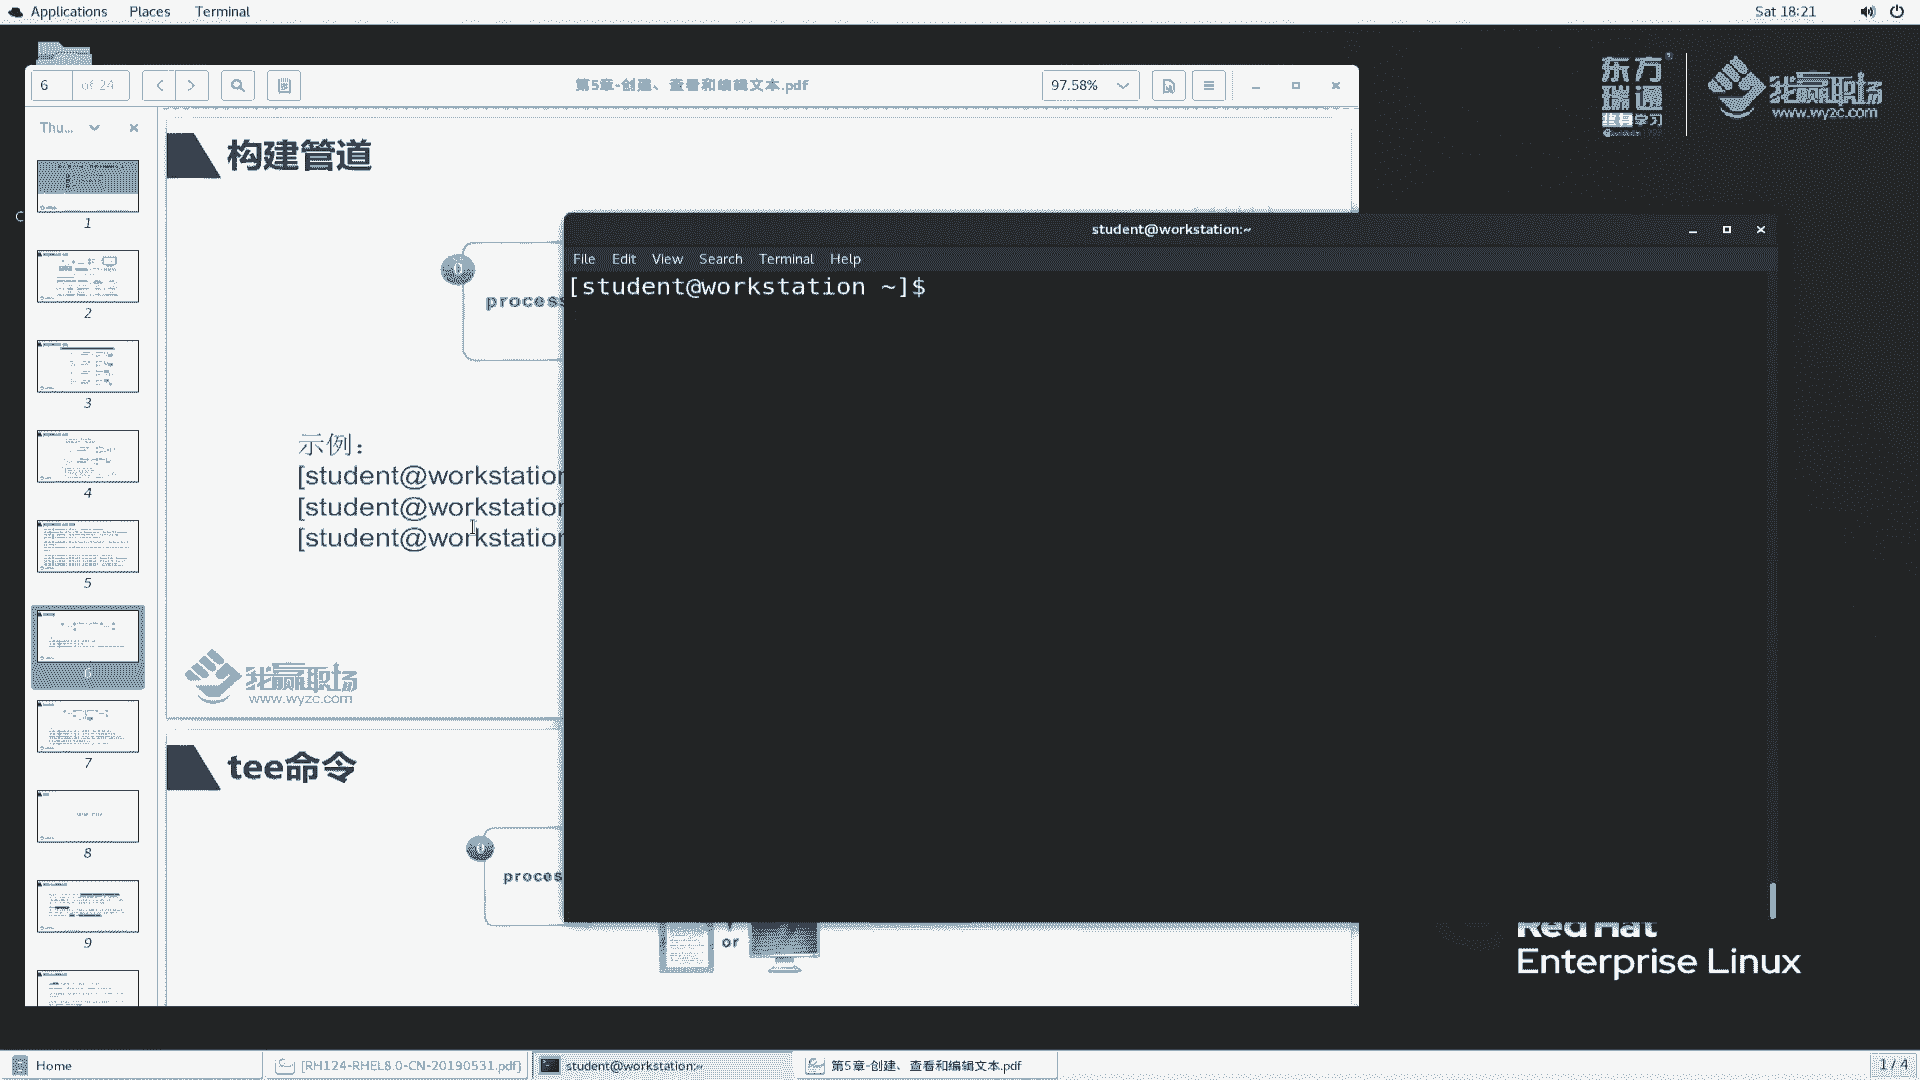 Applications Places Terminal
Sat 18:21
东方瑞通
www.wyzc.com
6 of 24
第5章-创建、查看和编辑文本.pdf
97.58%
Thu...
1
2
3
4
5
6
7
8
9
构建管道
0
process
示例：
[student@workstation
[student@workstation
[student@workstation
我赢职场
www.wyzc.com
tee命令
0
proces
or
student@workstation:~
File Edit View Search Terminal Help
[student@workstation ~]$
Red Hat
Enterprise Linux
Home
[RH124-RHEL8.0-CN-20190531.pdf]
student@workstation:~
第5章-创建、查看和编辑文本.pdf
1 / 4